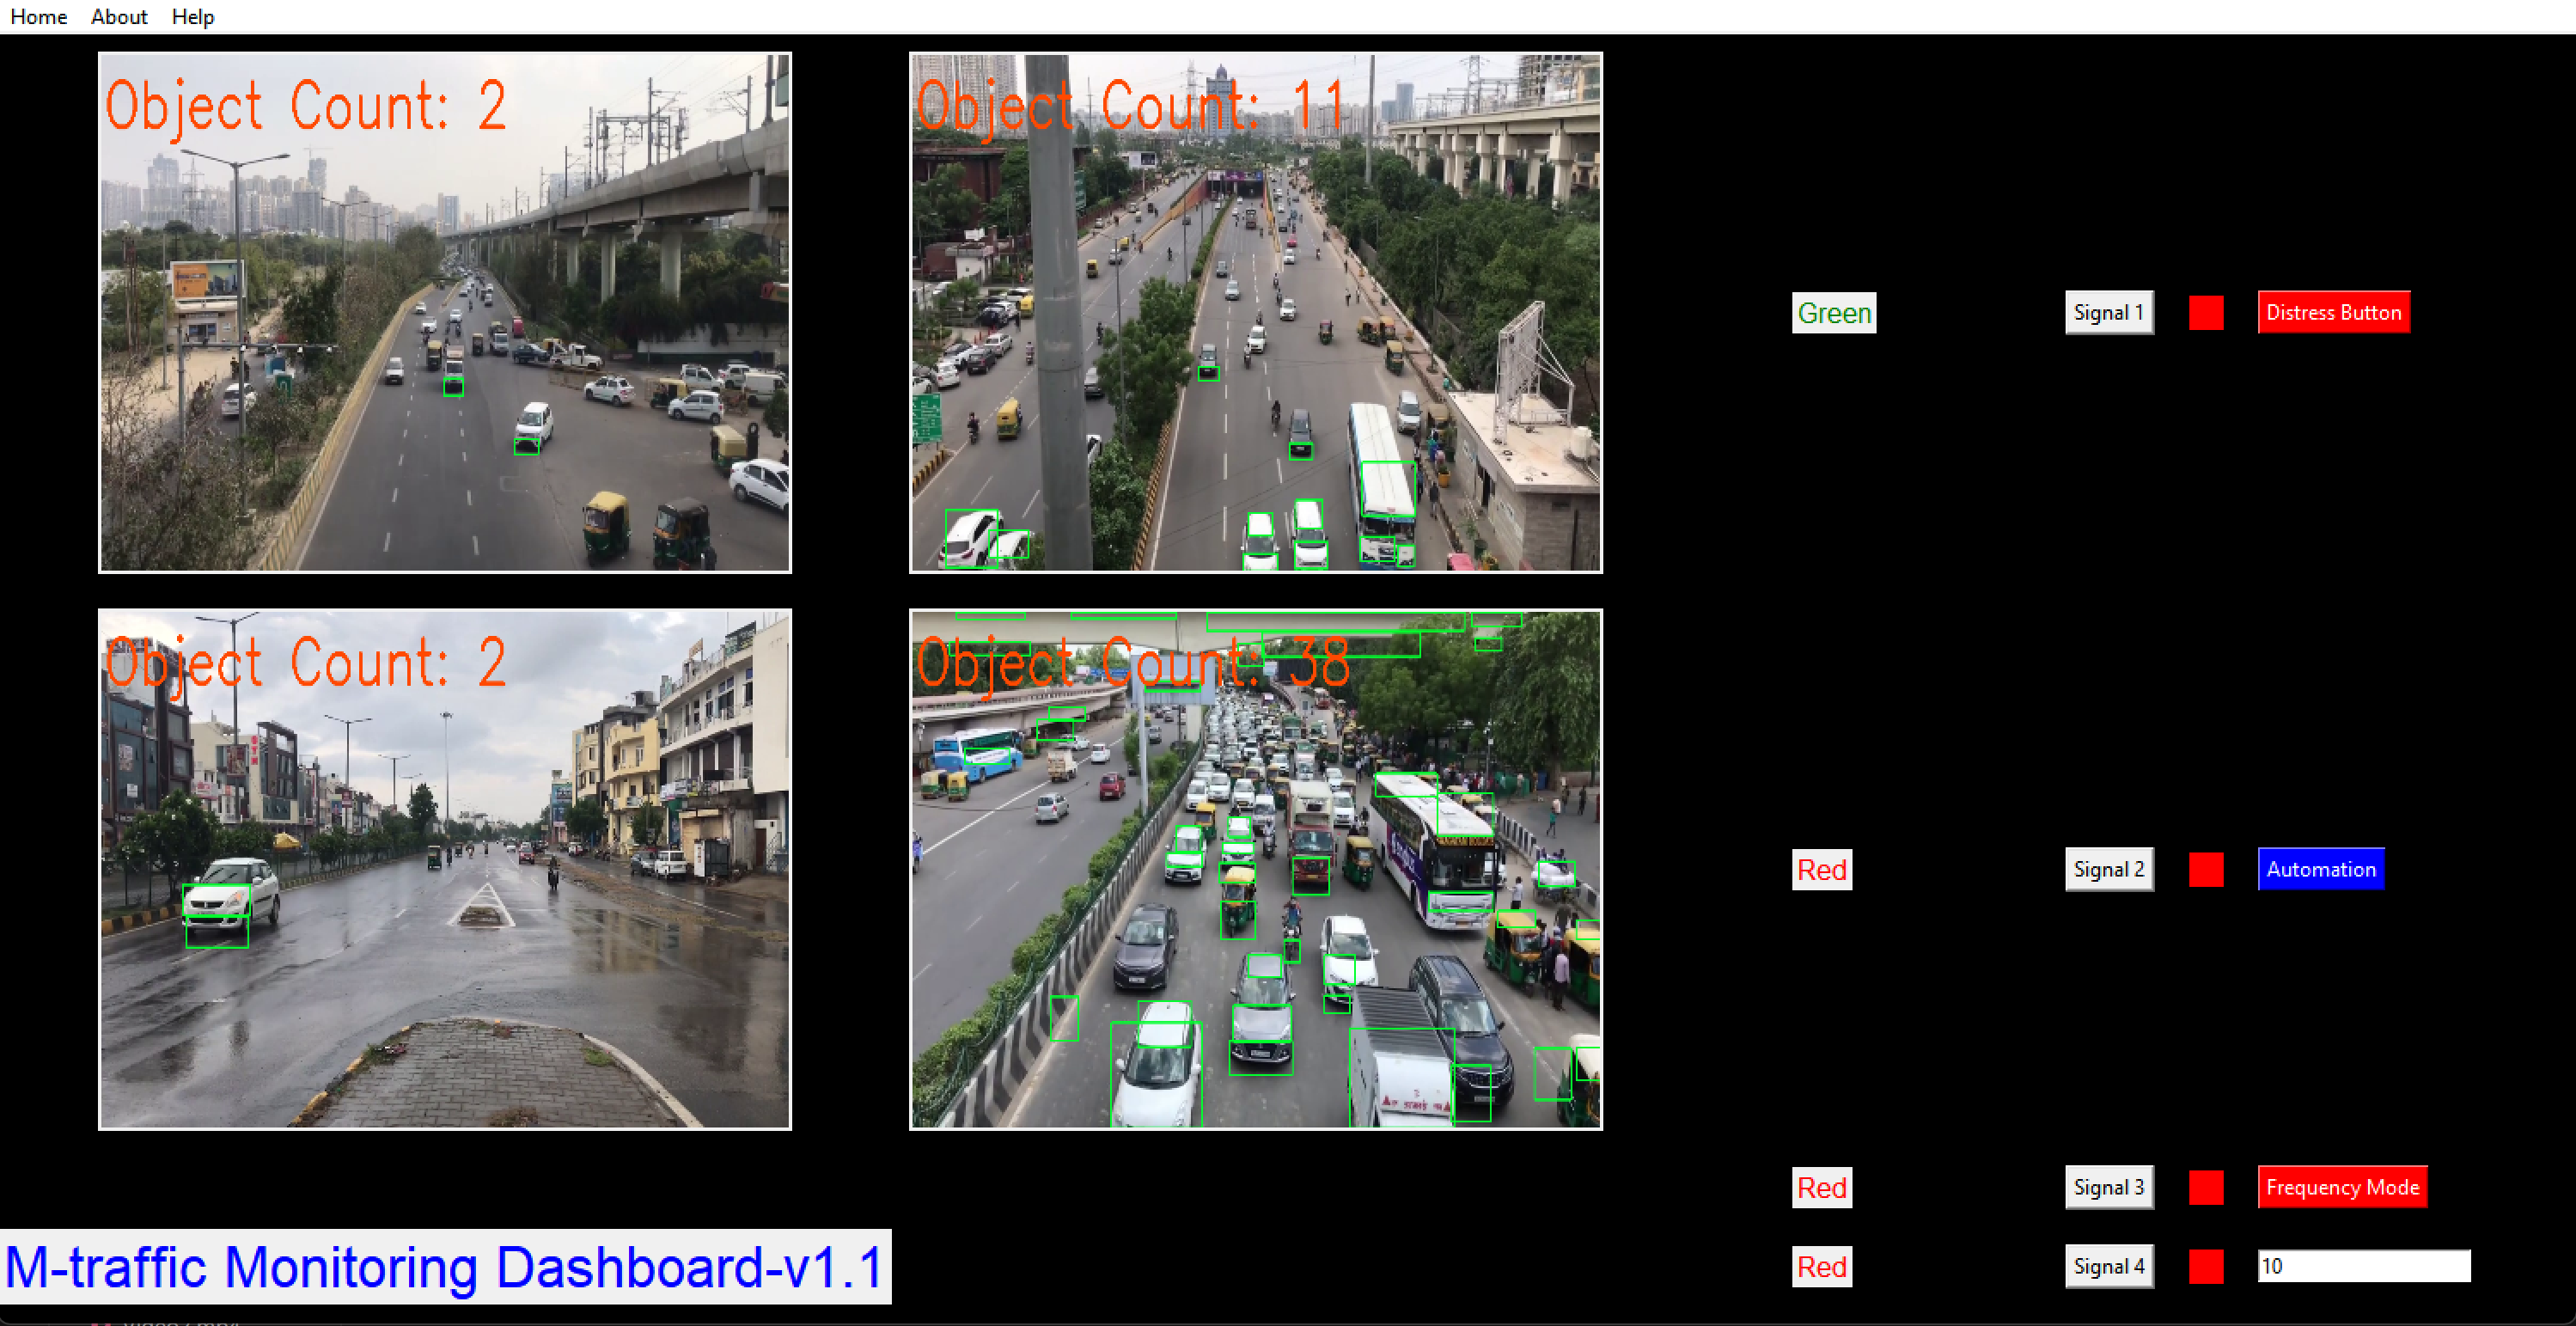 Home About Help
Object Count: 2
Object Count: 11
Green
Signal 1
Distress Button
Object Count: 2
Object Count: 38
Red
Signal 2
Automation
Red
Signal 3
Frequency Mode
M-traffic Monitoring Dashboard-v1.1
Red
Signal 4
10